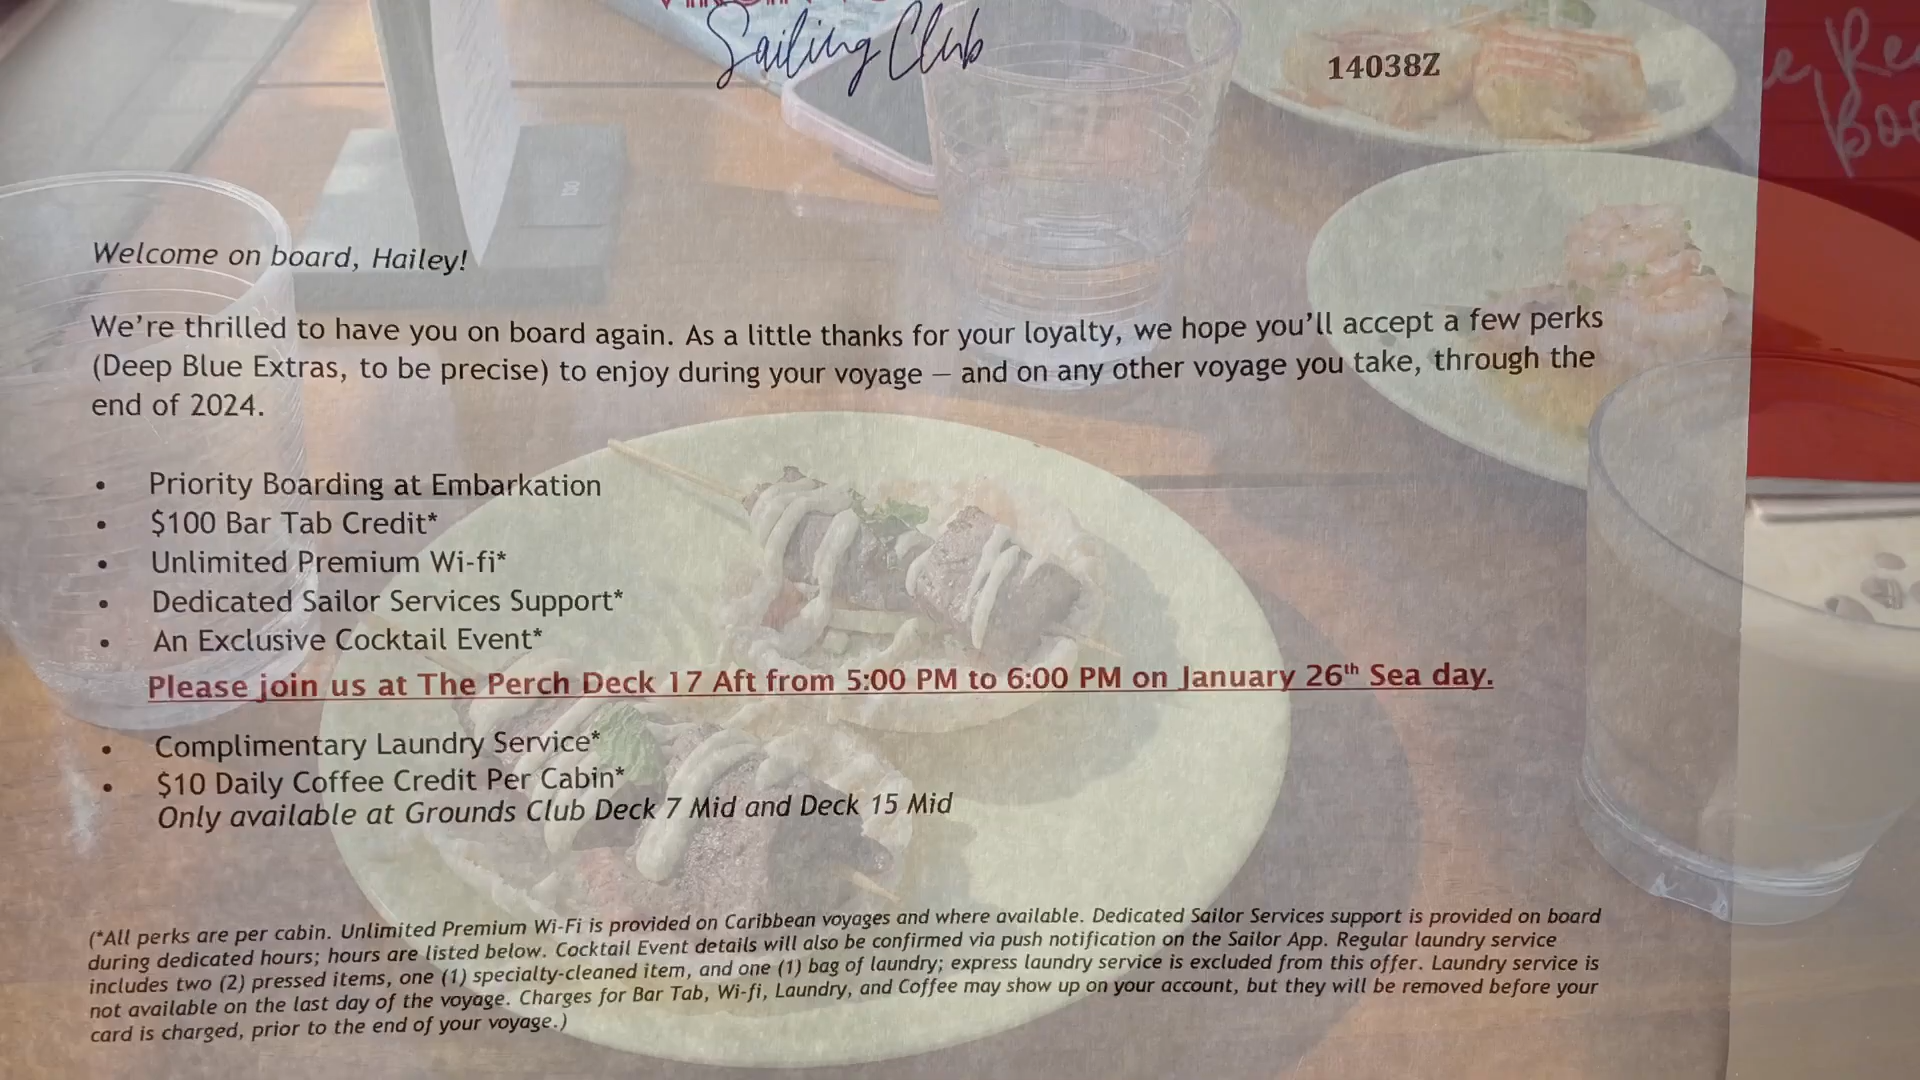 Sailing Club
14038Z
Welcome on board, Hailey!
We're thrilled to have you on board again. As a little thanks for your loyalty, we hope you'll accept a few perks
(Deep Blue Extras, to be precise) to enjoy during your voyage – and on any other voyage you take, through the
end of 2024.
• Priority Boarding at Embarkation
• $100 Bar Tab Credit*
• Unlimited Premium Wi-fi*
• Dedicated Sailor Services Support*
• An Exclusive Cocktail Event*
Please join us at The Perch Deck 17 Aft from 5:00 PM to 6:00 PM on January 26th Sea day.
• Complimentary Laundry Service*
• $10 Daily Coffee Credit Per Cabin*
Only available at Grounds Club Deck 7 Mid and Deck 15 Mid
(*All perks are per cabin. Unlimited Premium Wi-Fi is provided on Caribbean voyages and where available. Dedicated Sailor Services support is provided on board
during dedicated hours; hours are listed below. Cocktail Event details will also be confirmed via push notification on the Sailor App. Regular laundry service
includes two (2) pressed items, one (1) specialty-cleaned item, and one (1) bag of laundry; express laundry service is excluded from this offer. Laundry service is
not available on the last day of the voyage. Charges for Bar Tab, Wi-fi, Laundry, and Coffee may show up on your account, but they will be removed before your
card is charged, prior to the end of your voyage.)